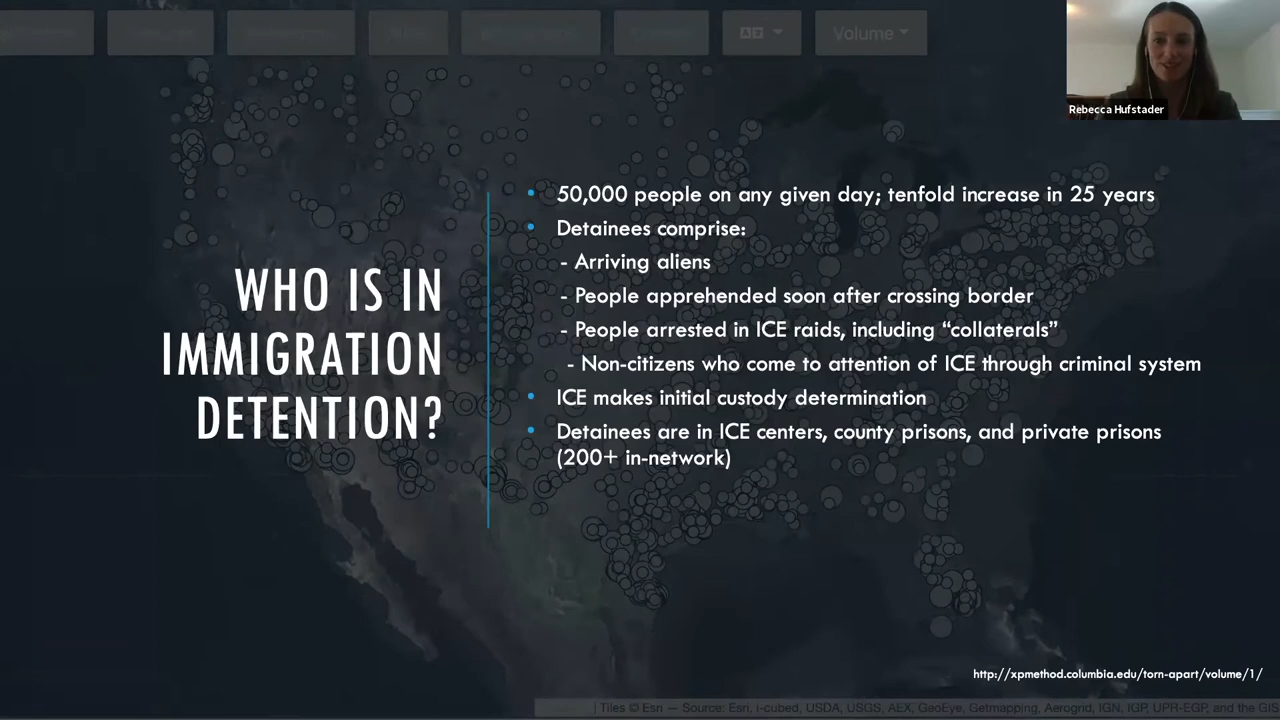 Volume
Rebecca Hufstader
WHO IS IN
IMMIGRATION
DETENTION?
• 50,000 people on any given day; tenfold increase in 25 years
• Detainees comprise:
- Arriving aliens
- People apprehended soon after crossing border
- People arrested in ICE raids, including “collaterals”
- Non-citizens who come to attention of ICE through criminal system
• ICE makes initial custody determination
• Detainees are in ICE centers, county prisons, and private prisons
(200+ in-network)
http://xpmethod.columbia.edu/torn-apart/volume/1/
| Tiles © Esri — Source: Esri, i-cubed, USDA, USGS, AEX, GeoEye, Getmapping, Aerogrid, IGN, IGP, UPR-EGP, and the GIS